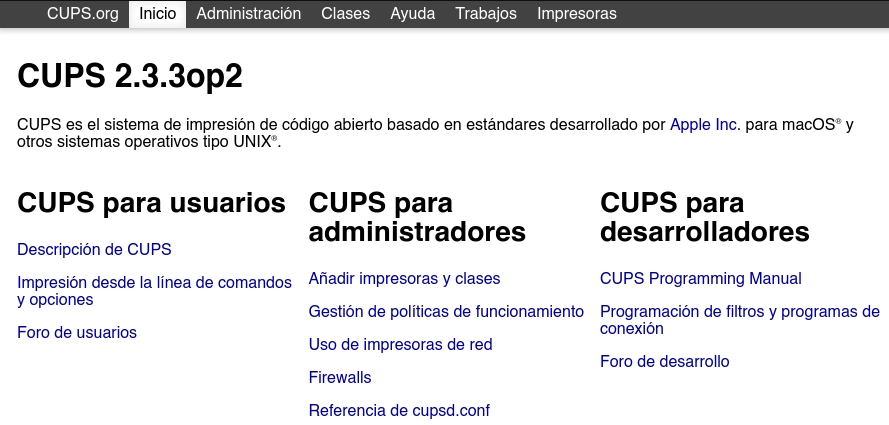 CUPS.org Inicio Administración Clases Ayuda Trabajos Impresoras
CUPS 2.3.3op2
CUPS es el sistema de impresión de código abierto basado en estándares desarrollado por Apple Inc. para macOS® y
otros sistemas operativos tipo UNIX®.
CUPS para usuarios
Descripción de CUPS
Impresión desde la línea de comandos
y opciones
Foro de usuarios
CUPS para
administradores
Añadir impresoras y clases
Gestión de políticas de funcionamiento
Uso de impresoras de red
Firewalls
Referencia de cupsd.conf
CUPS para
desarrolladores
CUPS Programming Manual
Programación de filtros y programas de
conexión
Foro de desarrollo